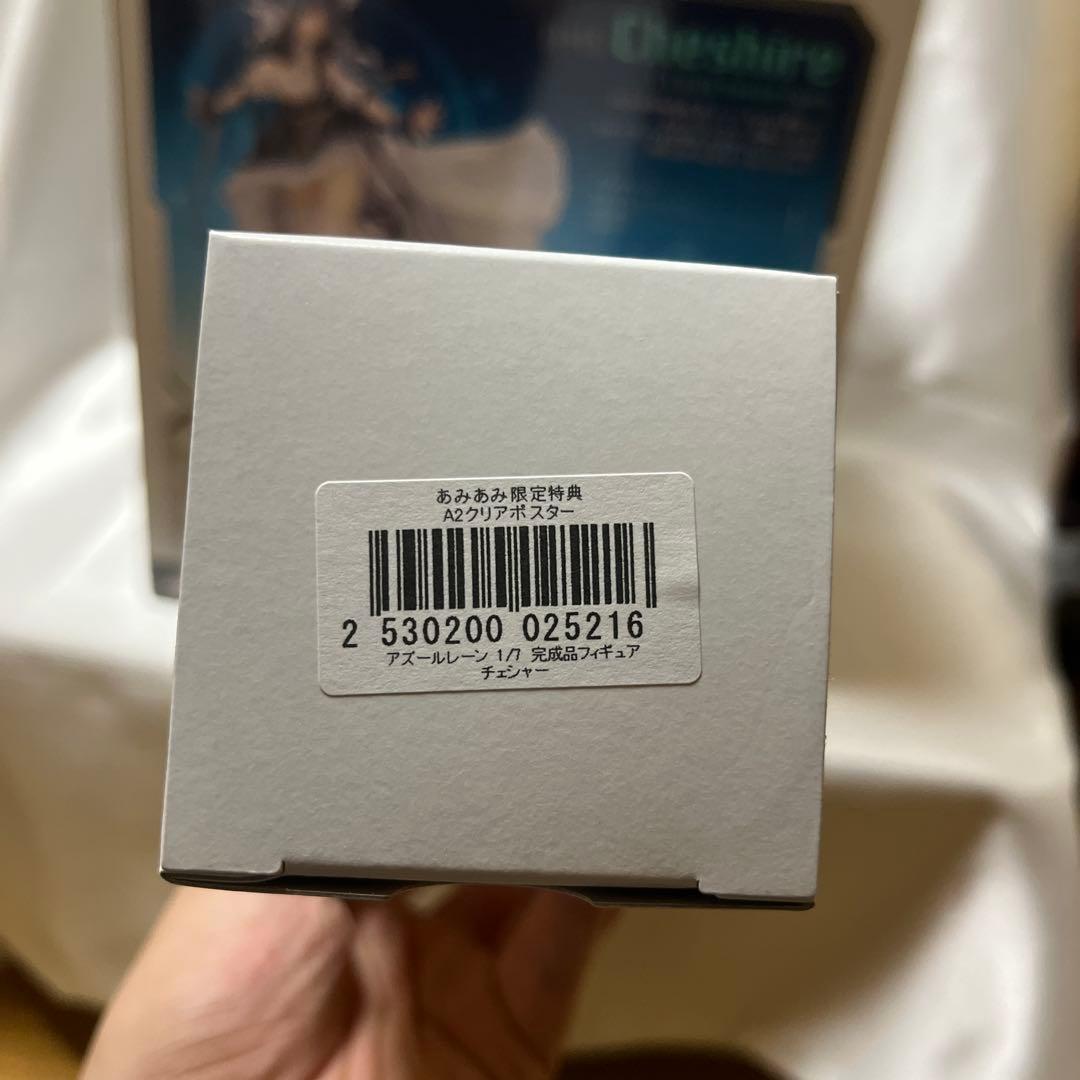 Cheshire
あみあみ限定特典
A2クリアポスター
2 530200 025216
アズールレーン 1/7 完成品フィギュア
チェシャー